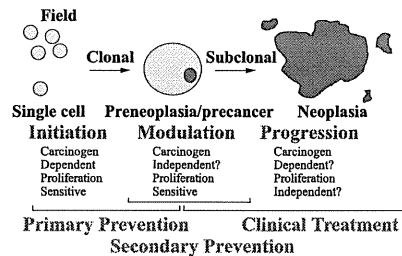 Field
Clonal Subclonal
Single cell Preneoplasia/precancer Neoplasia
Initiation Modulation Progression
Carcinogen Carcinogen Carcinogen
Dependent Independent? Dependent?
Proliferation Proliferation Proliferation
Sensitive Sensitive Independent?
Primary Prevention Clinical Treatment
Secondary Prevention